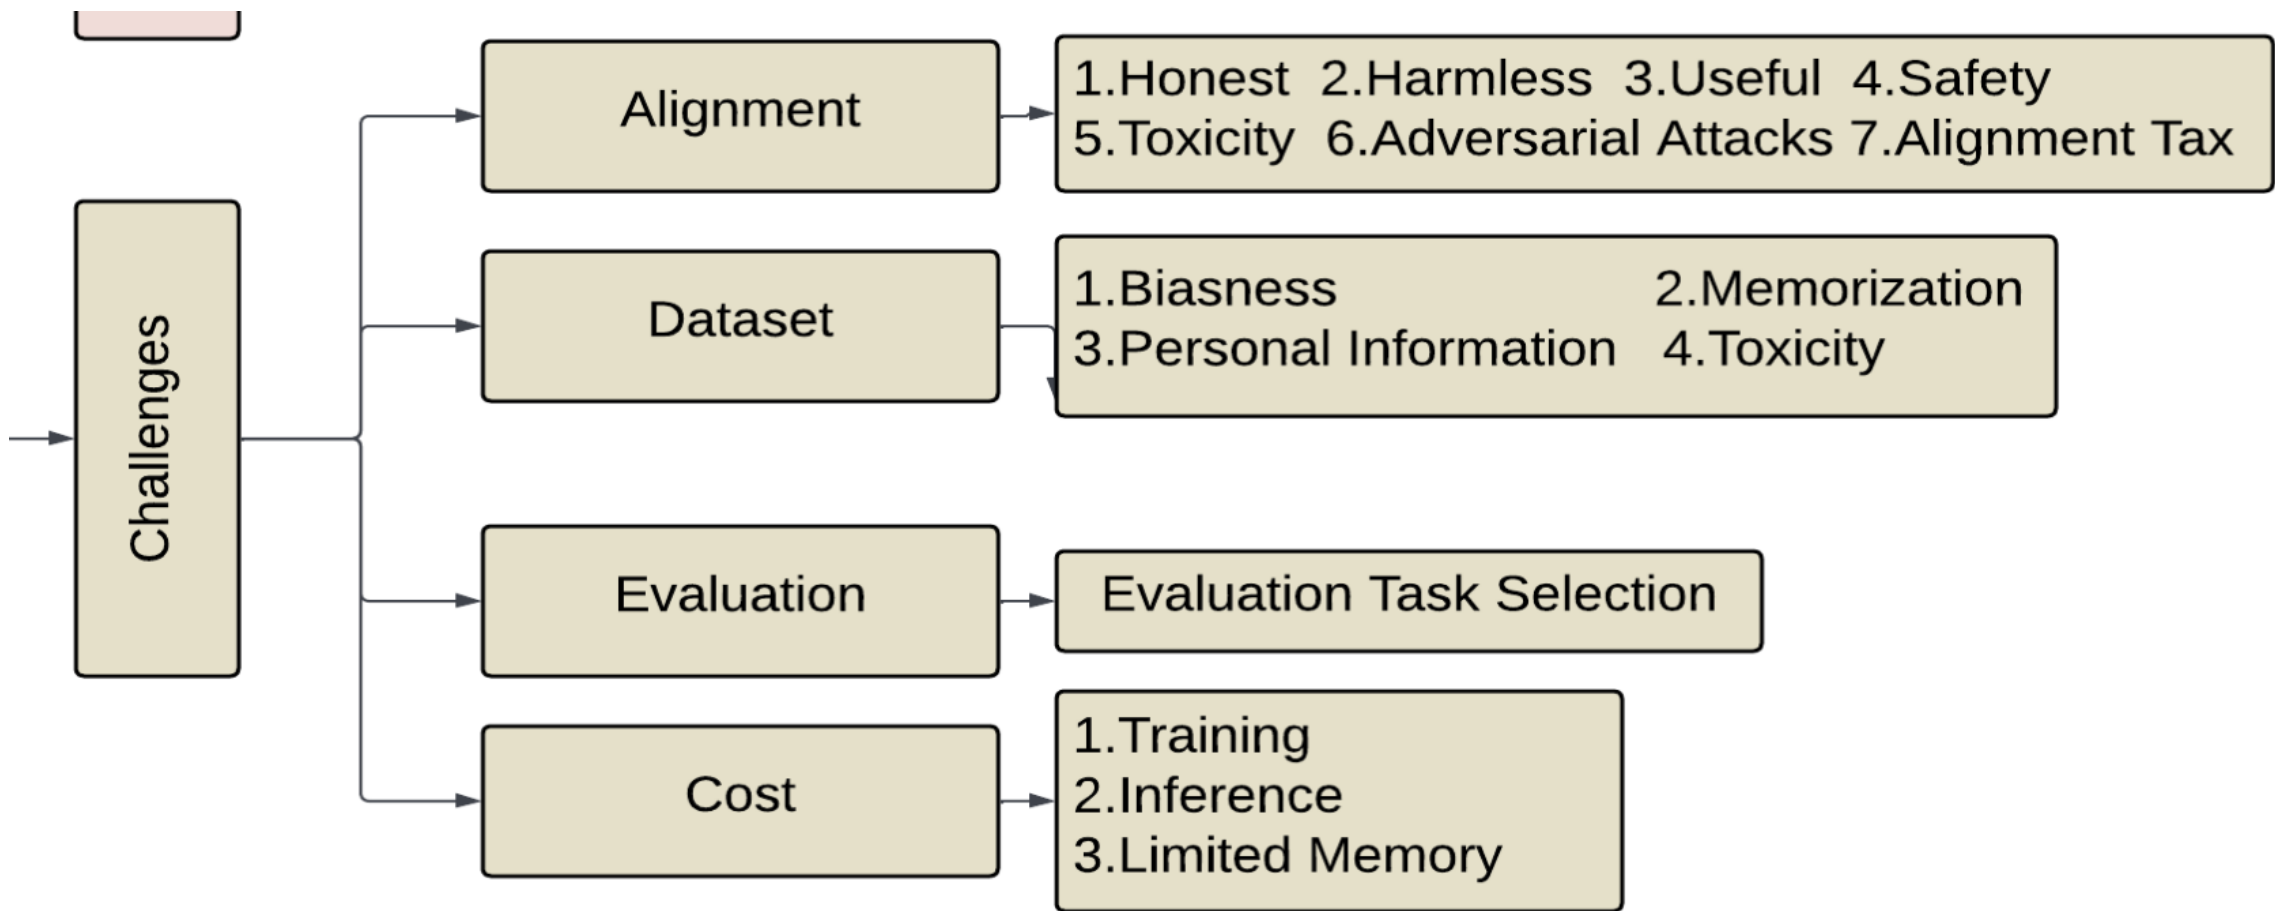 Challenges
Alignment
1.Honest 2.Harmless 3.Useful 4.Safety
5.Toxicity 6.Adversarial Attacks 7.Alignment Tax
Dataset
1.Biasness 2.Memorization
3.Personal Information 4.Toxicity
Evaluation
Evaluation Task Selection
Cost
1.Training
2.Inference
3.Limited Memory